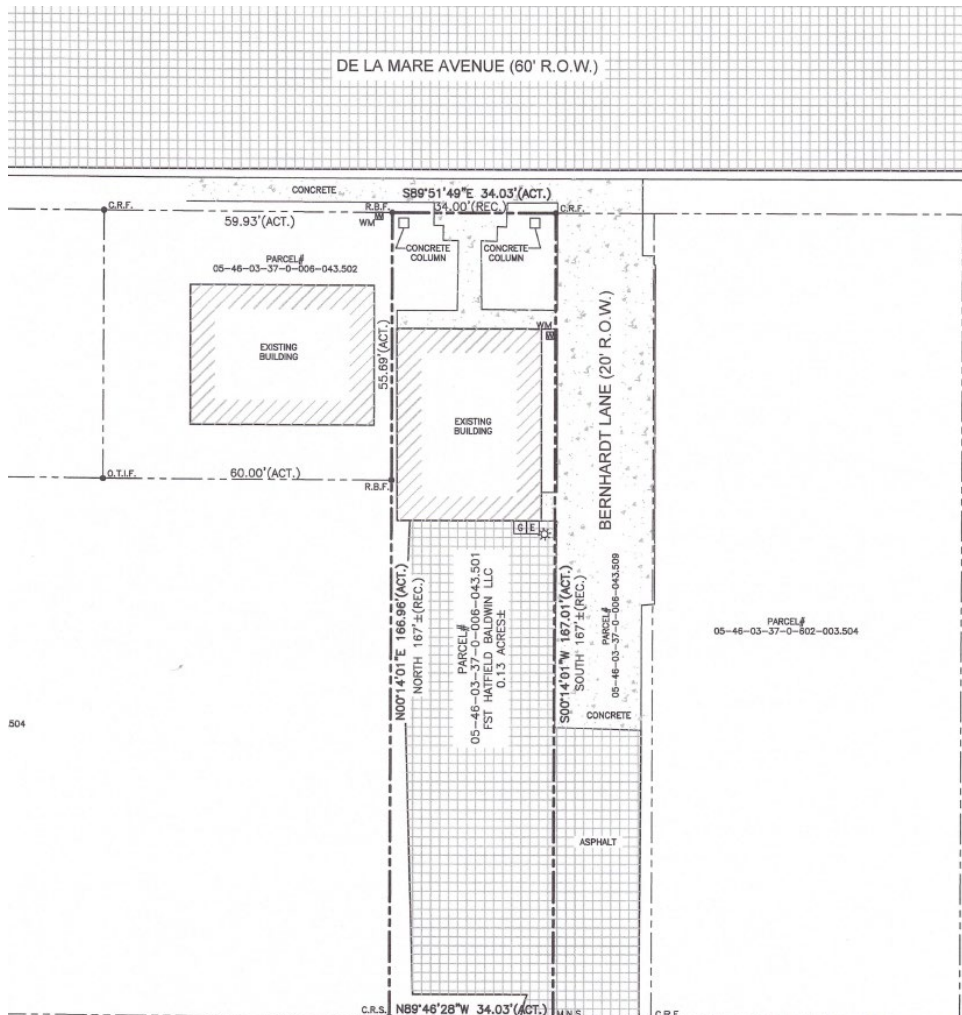 DE LA MARE AVENUE (60' R.O.W.)
CONCRETE
S89°51'49"E 34.03'(ACT.)
34.00'(REC.)
C.R.F.
R.B.F.
C.R.F.
59.93'(ACT.)
WM
W
PARCEL#
05-46-03-37-0-006-043.502
CONCRETE
COLUMN
CONCRETE
COLUMN
EXISTING
BUILDING
55.69'(ACT.)
WM
W
EXISTING
BUILDING
BERNHARDT LANE (20' R.O.W.)
O.T.I.F.
60.00'(ACT.)
R.B.F.
G E
N00°14'01"E 166.96'(ACT.)
NORTH 167'±(REC.)
PARCEL#
05-46-03-37-0-006-043.501
FST HATFIELD BALDWIN LLC
0.13 ACRES±
S00°14'01"W 167.01'(ACT.)
SOUTH 167'±(REC.)
PARCEL#
05-46-03-37-0-006-043.509
PARCEL#
05-46-03-37-0-602-003.504
.504
CONCRETE
ASPHALT
C.R.S.
N89°46'28"W 34.03'(ACT.)
M.N.S.
C.R.F.